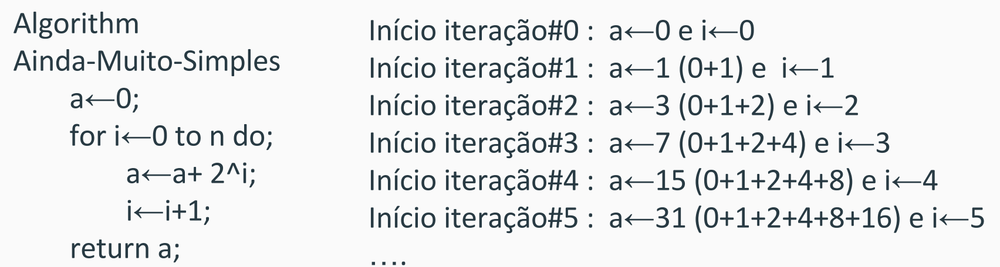 Algorithm
Ainda-Muito-Simples
a←0;
for i←0 to n do;
a←a+ 2^i;
i←i+1;
return a;
Início iteração#0 : a←0 e i←0
Início iteração#1 : a←1 (0+1) e i←1
Início iteração#2 : a←3 (0+1+2) e i←2
Início iteração#3 : a←7 (0+1+2+4) e i←3
Início iteração#4 : a←15 (0+1+2+4+8) e i←4
Início iteração#5 : a←31 (0+1+2+4+8+16) e i←5
....